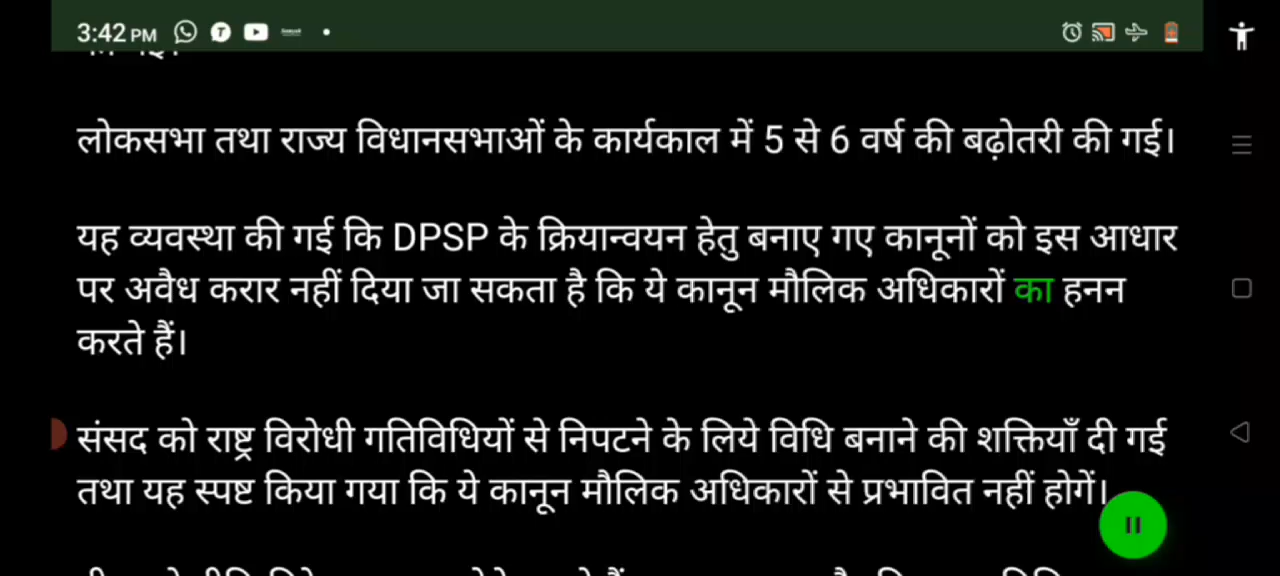 3:42 PM
लोकसभा तथा राज्य विधानसभाओं के कार्यकाल में 5 से 6 वर्ष की बढ़ोतरी की गई।
यह व्यवस्था की गई कि DPSP के क्रियान्वयन हेतु बनाए गए कानूनों को इस आधार
पर अवैध करार नहीं दिया जा सकता है कि ये कानून मौलिक अधिकारों का हनन
करते हैं।
संसद को राष्ट्र विरोधी गतिविधियों से निपटने के लिये विधि बनाने की शक्तियाँ दी गई
तथा यह स्पष्ट किया गया कि ये कानून मौलिक अधिकारों से प्रभावित नहीं होगें।